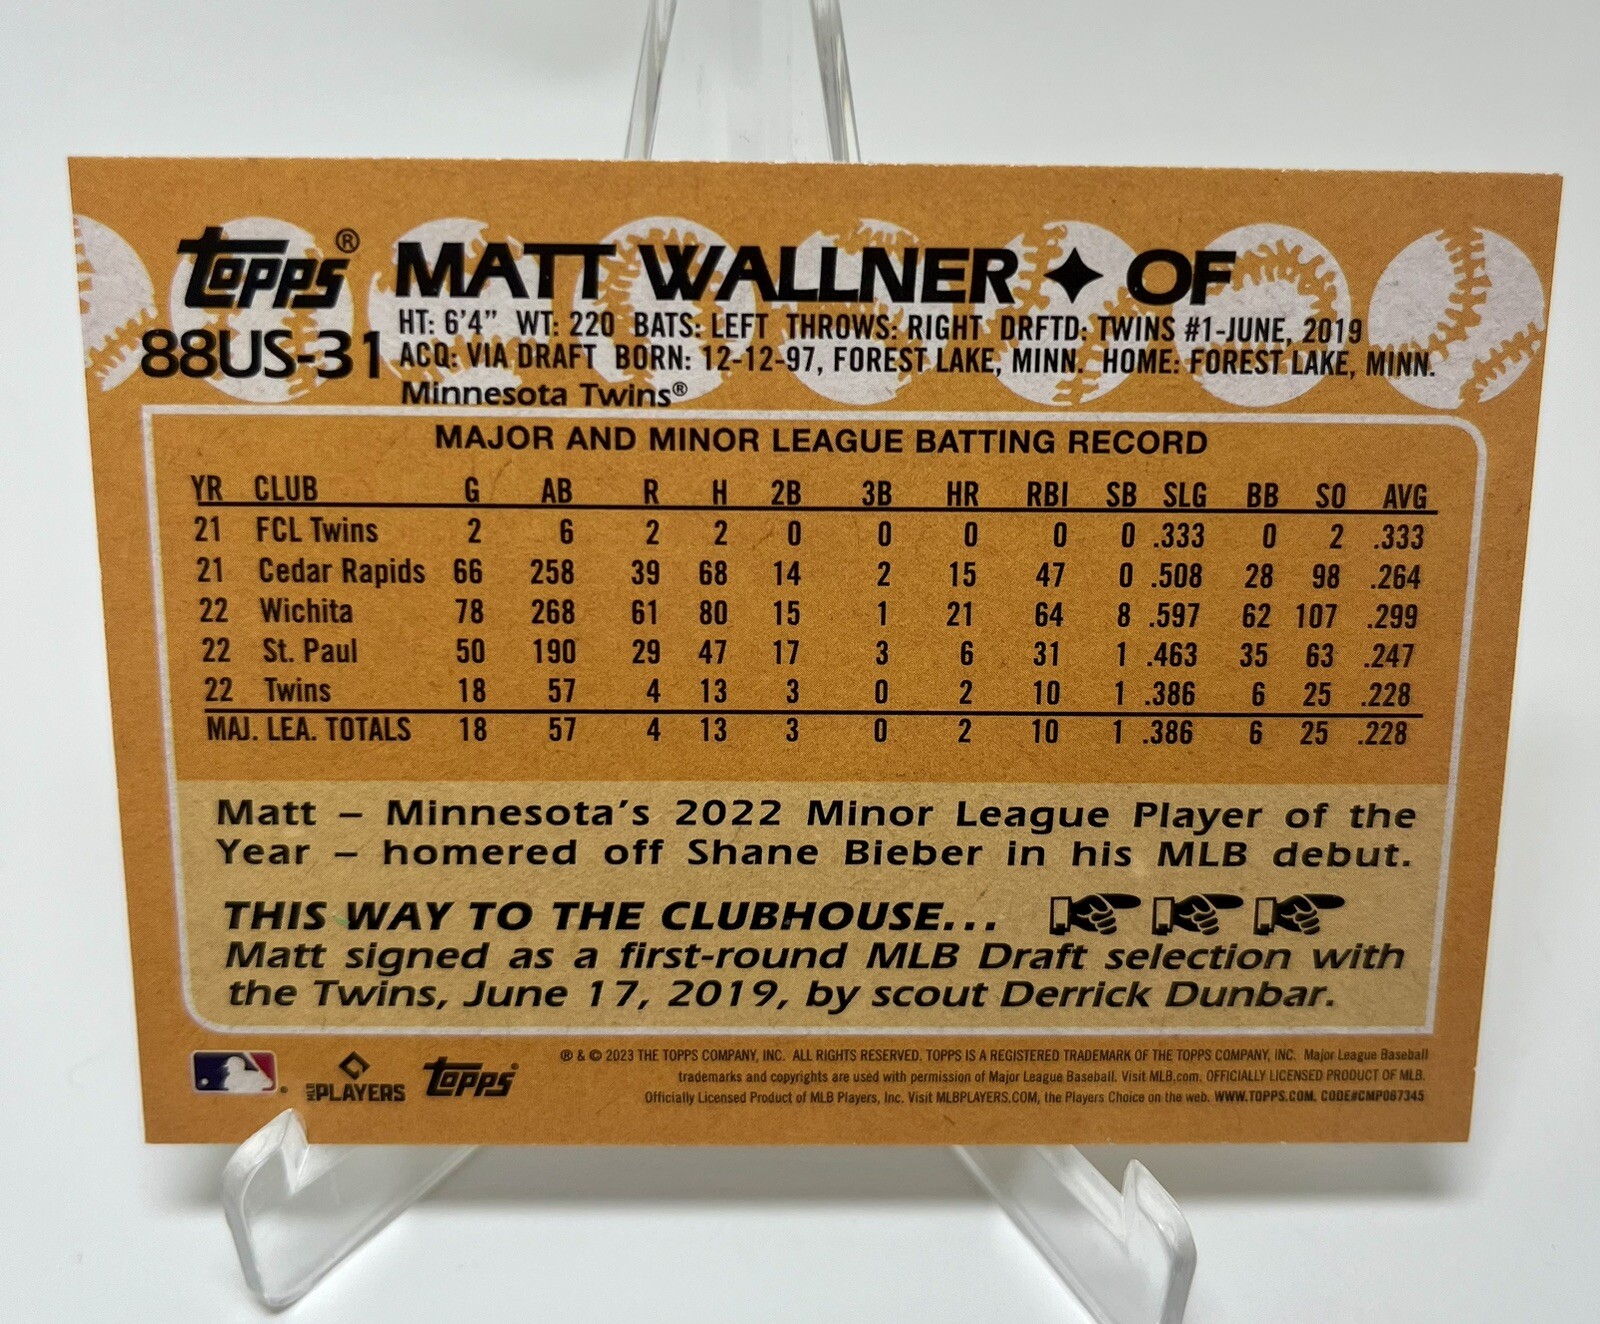 topps®
MATT WALLNER ✦ OF
88US-31
HT: 6'4" WT: 220 BATS: LEFT THROWS: RIGHT DRFTD: TWINS #1-JUNE, 2019
ACQ: VIA DRAFT BORN: 12-12-97, FOREST LAKE, MINN. HOME: FOREST LAKE, MINN.
Minnesota Twins®
MAJOR AND MINOR LEAGUE BATTING RECORD
YR CLUB G AB R H 2B 3B HR RBI SB SLG BB SO AVG
21 FCL Twins 2 6 2 2 0 0 0 0 0 .333 0 2 .333
21 Cedar Rapids 66 258 39 68 14 2 15 47 0 .508 28 98 .264
22 Wichita 78 268 61 80 15 1 21 64 8 .597 62 107 .299
22 St. Paul 50 190 29 47 17 3 6 31 1 .463 35 63 .247
22 Twins 18 57 4 13 3 0 2 10 1 .386 6 25 .228
MAJ. LEA. TOTALS 18 57 4 13 3 0 2 10 1 .386 6 25 .228
Matt – Minnesota's 2022 Minor League Player of the
Year – homered off Shane Bieber in his MLB debut.
THIS WAY TO THE CLUBHOUSE...
Matt signed as a first-round MLB Draft selection with
the Twins, June 17, 2019, by scout Derrick Dunbar.
® & © 2023 THE TOPPS COMPANY, INC. ALL RIGHTS RESERVED. TOPPS IS A REGISTERED TRADEMARK OF THE TOPPS COMPANY, INC. Major League Baseball
trademarks and copyrights are used with permission of Major League Baseball. Visit MLB.com. OFFICIALLY LICENSED PRODUCT OF MLB.
Officially Licensed Product of MLB Players, Inc. Visit MLBPLAYERS.COM, the Players Choice on the web. WWW.TOPPS.COM. CODE#CMP087345
MLB PLAYERS
topps®